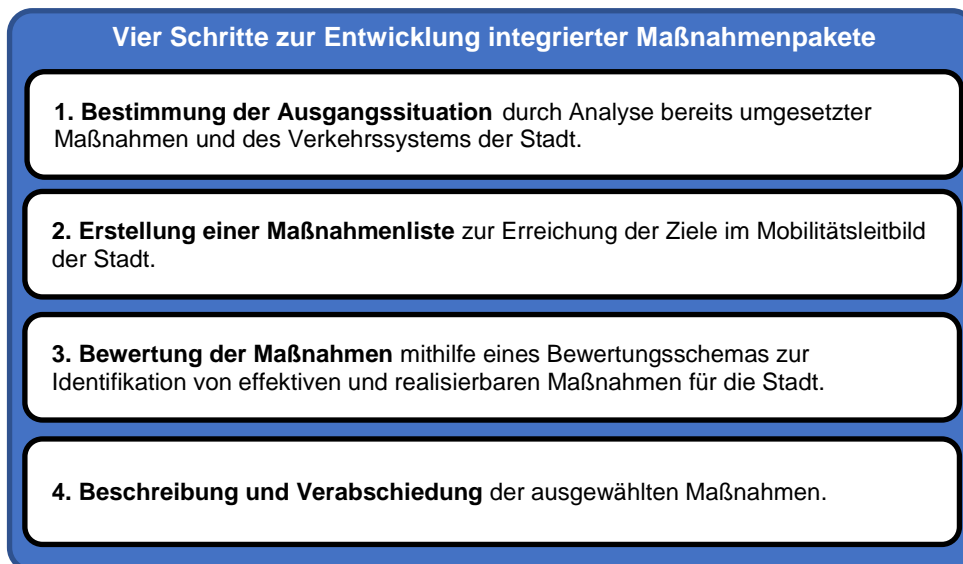 Vier Schritte zur Entwicklung integrierter Maßnahmenpakete
1. Bestimmung der Ausgangssituation durch Analyse bereits umgesetzter
Maßnahmen und des Verkehrssystems der Stadt.
2. Erstellung einer Maßnahmenliste zur Erreichung der Ziele im Mobilitätsleitbild
der Stadt.
3. Bewertung der Maßnahmen mithilfe eines Bewertungsschemas zur
Identifikation von effektiven und realisierbaren Maßnahmen für die Stadt.
4. Beschreibung und Verabschiedung der ausgewählten Maßnahmen.